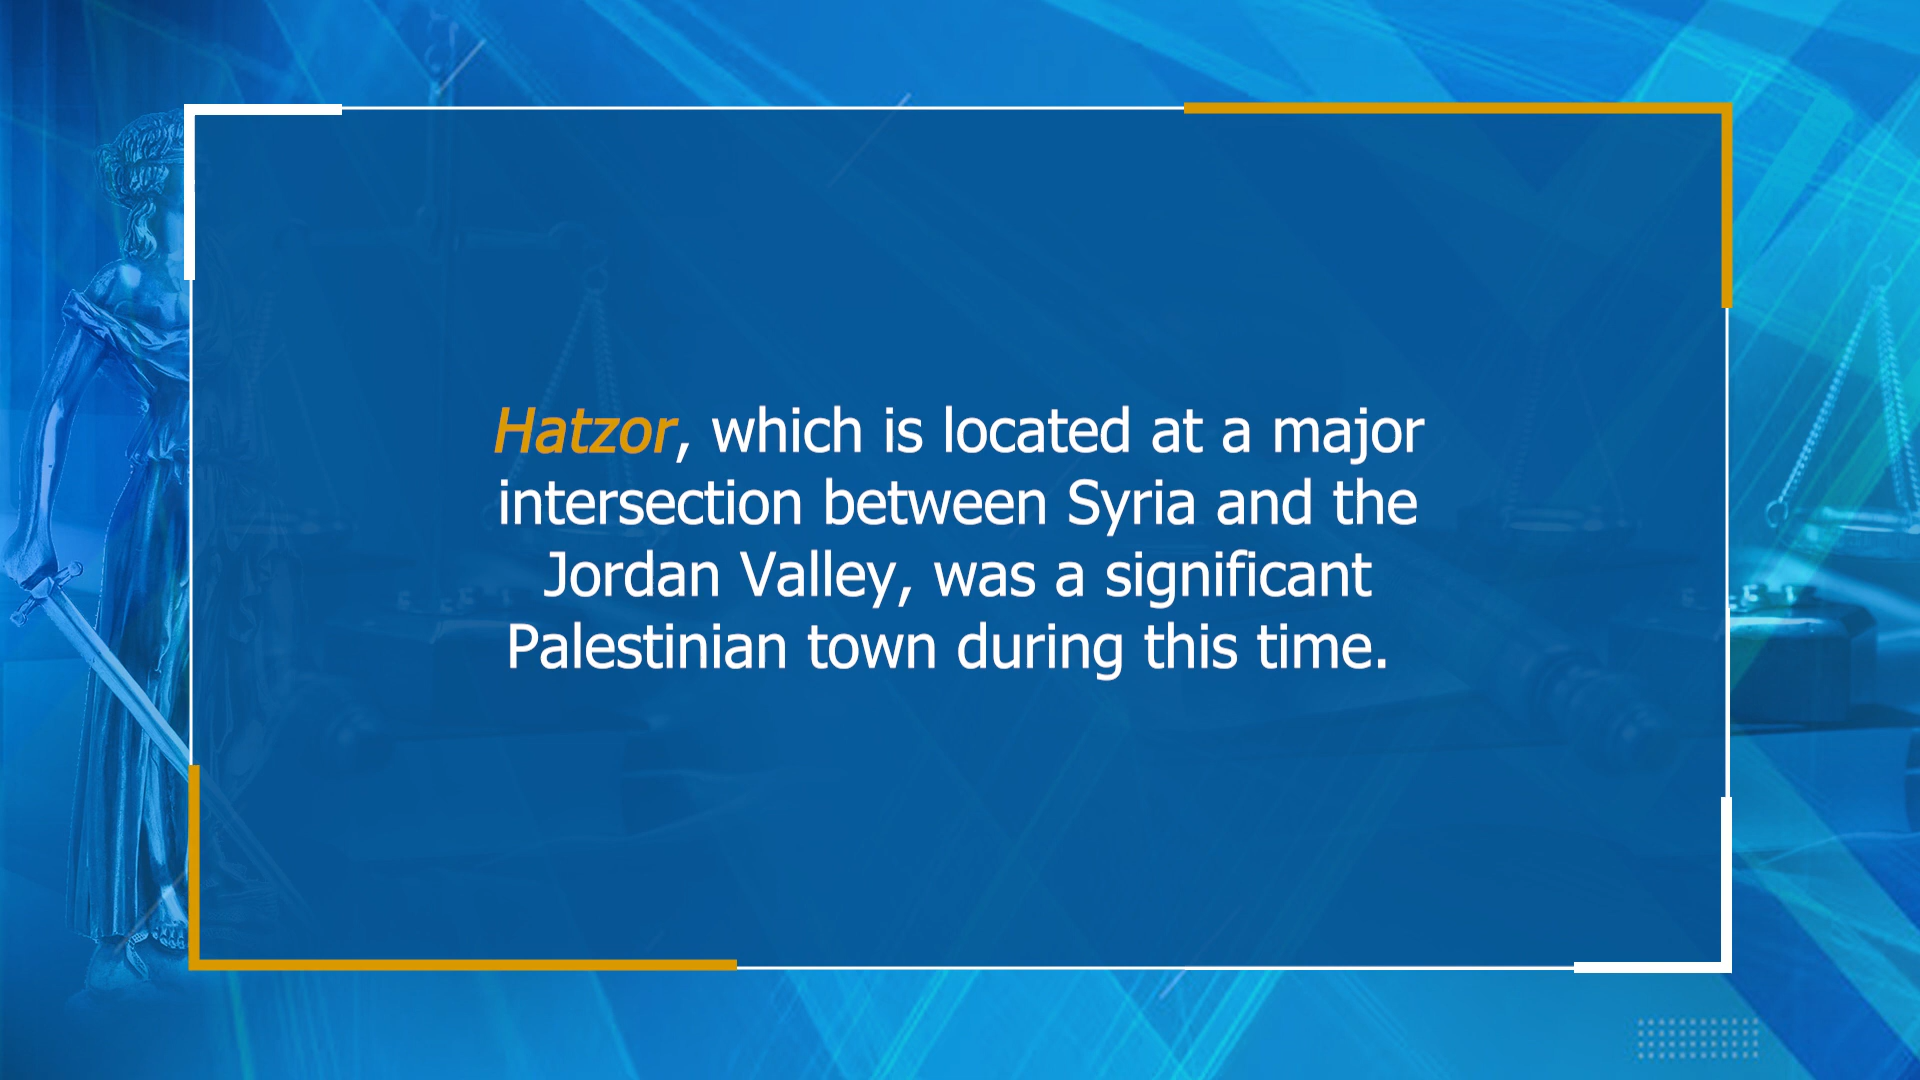 Hatzor, which is located at a major
intersection between Syria and the
Jordan Valley, was a significant
Palestinian town during this time.